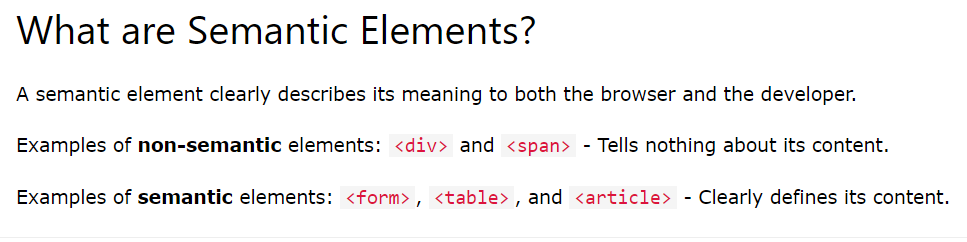 What are Semantic Elements?
A semantic element clearly describes its meaning to both the browser and the developer.
Examples of non-semantic elements: <div> and <span> - Tells nothing about its content.
Examples of semantic elements: <form>, <table>, and <article> - Clearly defines its content.